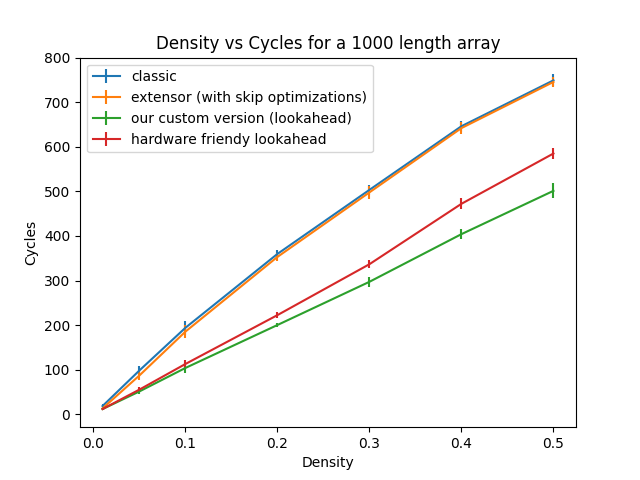 Density vs Cycles for a 1000 length array
classic
extensor (with skip optimizations)
our custom version (lookahead)
hardware friendy lookahead
800
700
600
500
400
300
200
100
0
Cycles
0.0 0.1 0.2 0.3 0.4 0.5
Density